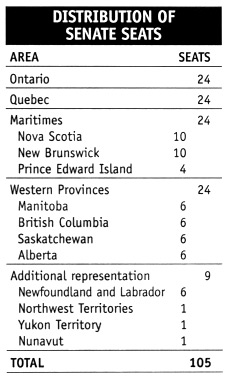 DISTRIBUTION OF
SENATE SEATS
AREA SEATS
Ontario 24
Quebec 24
Maritimes 24
Nova Scotia 10
New Brunswick 10
Prince Edward Island 4
Western Provinces 24
Manitoba 6
British Columbia 6
Saskatchewan 6
Alberta 6
Additional representation 9
Newfoundland and Labrador 6
Northwest Territories 1
Yukon Territory 1
Nunavut 1
TOTAL 105